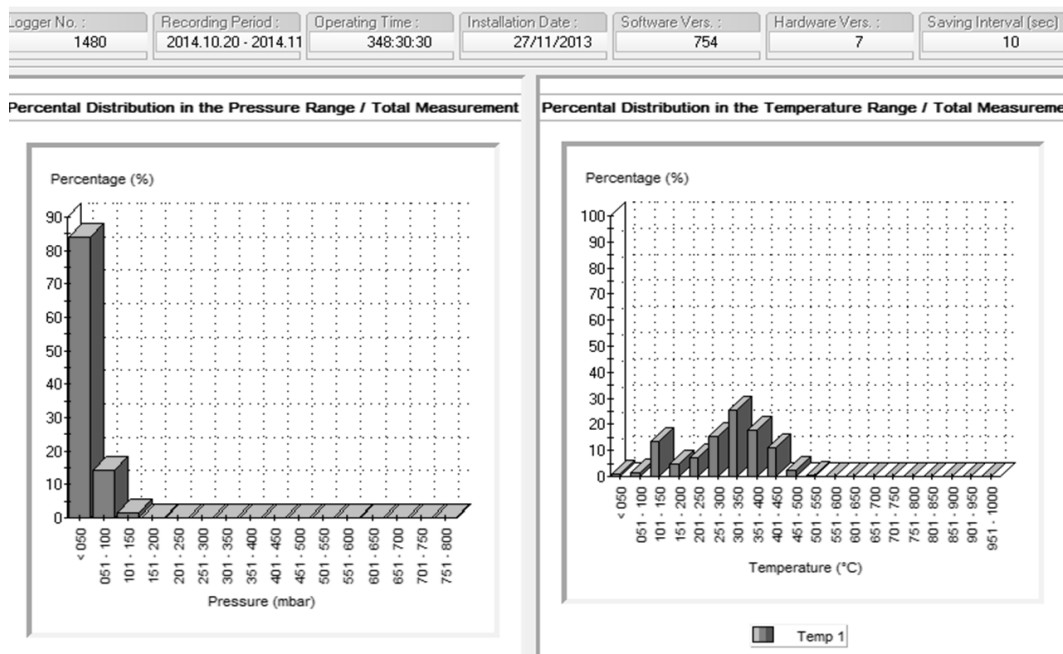 Logger No. : Recording Period : Operating Time : Installation Date : Software Vers. : Hardware Vers. : Saving Interval (sec)
1480 2014.10.20 - 2014.11 348:30:30 27/11/2013 754 7 10
Percental Distribution in the Pressure Range / Total Measurement
Percentage (%)
90
80
70
60
50
40
30
20
10
0
< 050
051 - 100
101 - 150
151 - 200
201 - 250
251 - 300
301 - 350
351 - 400
401 - 450
451 - 500
501 - 550
551 - 600
601 - 650
651 - 700
701 - 750
751 - 800
Pressure (mbar)
Percental Distribution in the Temperature Range / Total Measureme
Percentage (%)
100
90
80
70
60
50
40
30
20
10
0
< 050
051 - 100
101 - 150
151 - 200
201 - 250
251 - 300
301 - 350
351 - 400
401 - 450
451 - 500
501 - 550
551 - 600
601 - 650
651 - 700
701 - 750
751 - 800
801 - 850
851 - 900
901 - 950
951 - 1000
Temperature (°C)
Temp 1